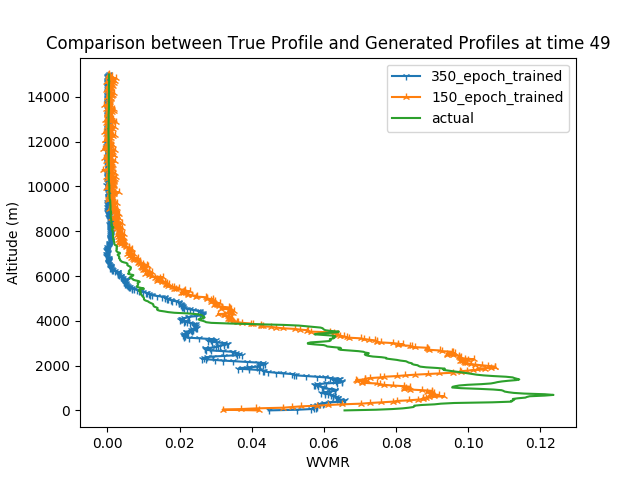 Comparison between True Profile and Generated Profiles at time 49
350_epoch_trained
150_epoch_trained
actual
Altitude (m)
14000
12000
10000
8000
6000
4000
2000
0
0.00 0.02 0.04 0.06 0.08 0.10 0.12
WVMR